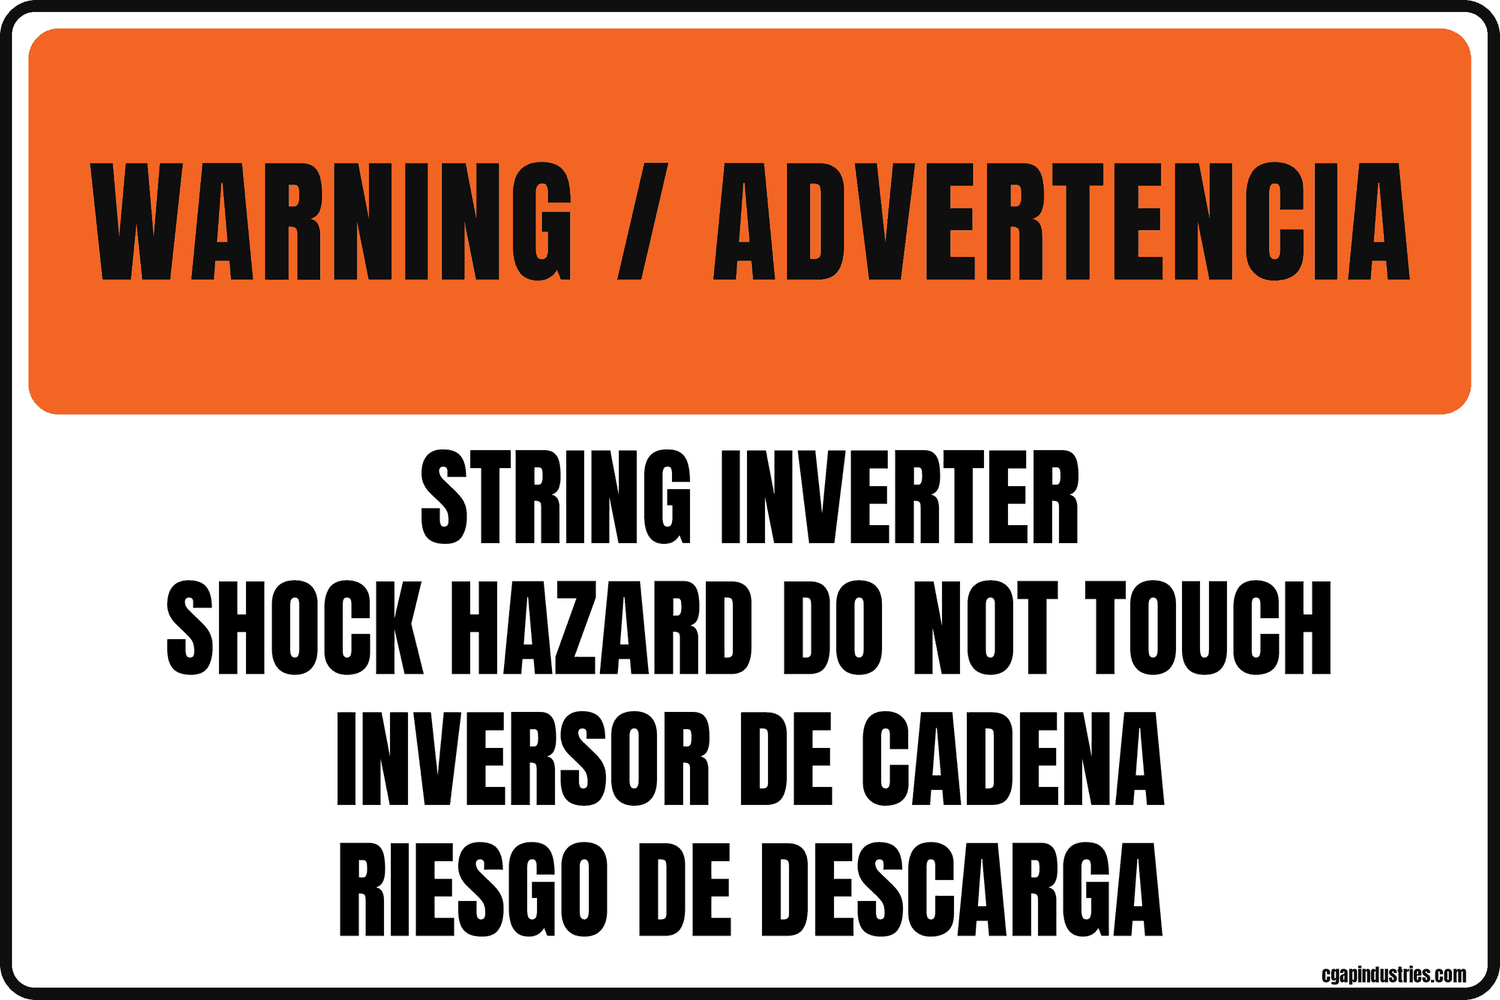 WARNING / ADVERTENCIA
STRING INVERTER
SHOCK HAZARD DO NOT TOUCH
INVERSOR DE CADENA
RIESGO DE DESCARGA
cgapindustries.com